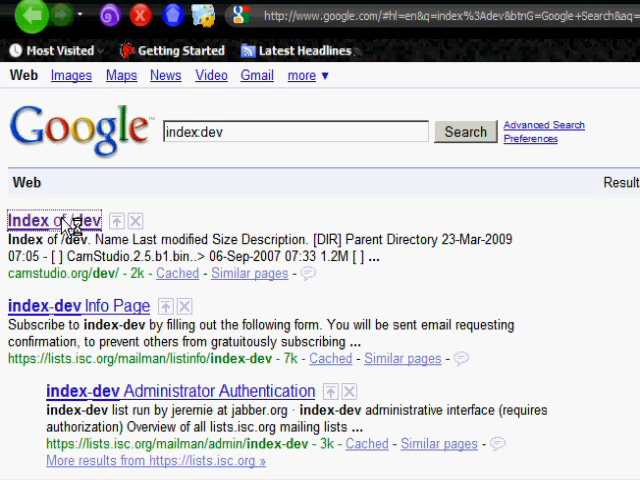 http://www.google.com/#hl=en&q=index%3Adev&btnG=Google+Search&aq=
Most Visited
Getting Started
Latest Headlines
Web Images Maps News Video Gmail more ▼
Google™
index:dev
Search
Advanced Search
Preferences
Web
Result
Index of /dev
Index of /dev. Name Last modified Size Description. [DIR] Parent Directory 23-Mar-2009
07:05 - [ ] CamStudio.2.5.b1.bin..> 06-Sep-2007 07:33 1.2M [ ] ...
camstudio.org/dev/ - 2k - Cached - Similar pages -
index-dev Info Page
Subscribe to index-dev by filling out the following form. You will be sent email requesting
confirmation, to prevent others from gratuitously subscribing ...
https://lists.isc.org/mailman/listinfo/index-dev - 7k - Cached - Similar pages -
index-dev Administrator Authentication
index-dev list run by jeremie at jabber.org · index-dev administrative interface (requires
authorization) Overview of all lists.isc.org mailing lists ...
https://lists.isc.org/mailman/admin/index-dev - 3k - Cached - Similar pages -
More results from https://lists.isc.org »